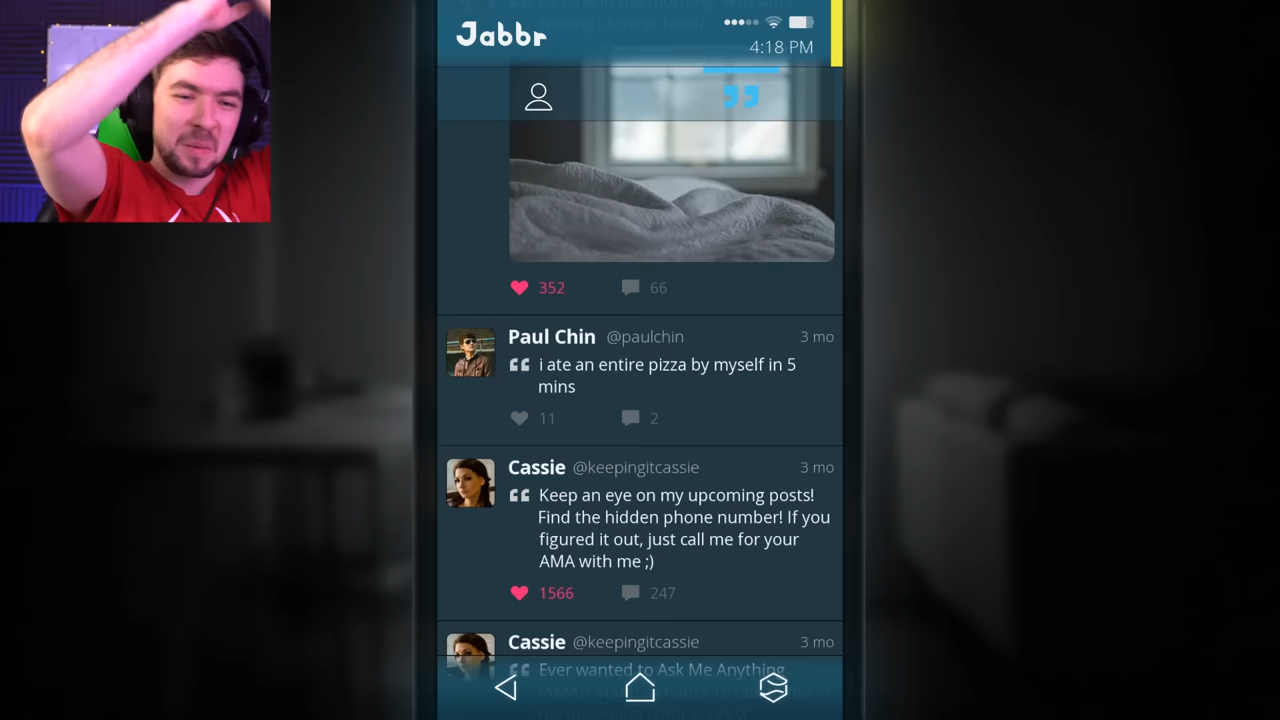 Jabbr
4:18 PM
352 66
Paul Chin @paulchin 3 mo
i ate an entire pizza by myself in 5
mins
11 2
Cassie @keepingitcassie 3 mo
Keep an eye on my upcoming posts!
Find the hidden phone number! If you
figured it out, just call me for your
AMA with me ;)
1566 247
Cassie @keepingitcassie 3 mo
Ever wanted to Ask Me Anything